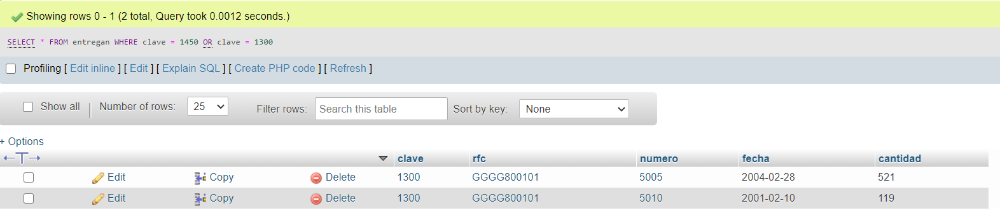 Showing rows 0 - 1 (2 total, Query took 0.0012 seconds.)
SELECT * FROM entregan WHERE clave = 1450 OR clave = 1300
Profiling [ Edit inline ] [ Edit ] [ Explain SQL ] [ Create PHP code ] [ Refresh ]
Show all | Number of rows: 25 Filter rows: Search this table Sort by key: None
+ Options
←T→ clave rfc numero fecha cantidad
Edit Copy Delete 1300 GGGG800101 5005 2004-02-28 521
Edit Copy Delete 1300 GGGG800101 5010 2001-02-10 119